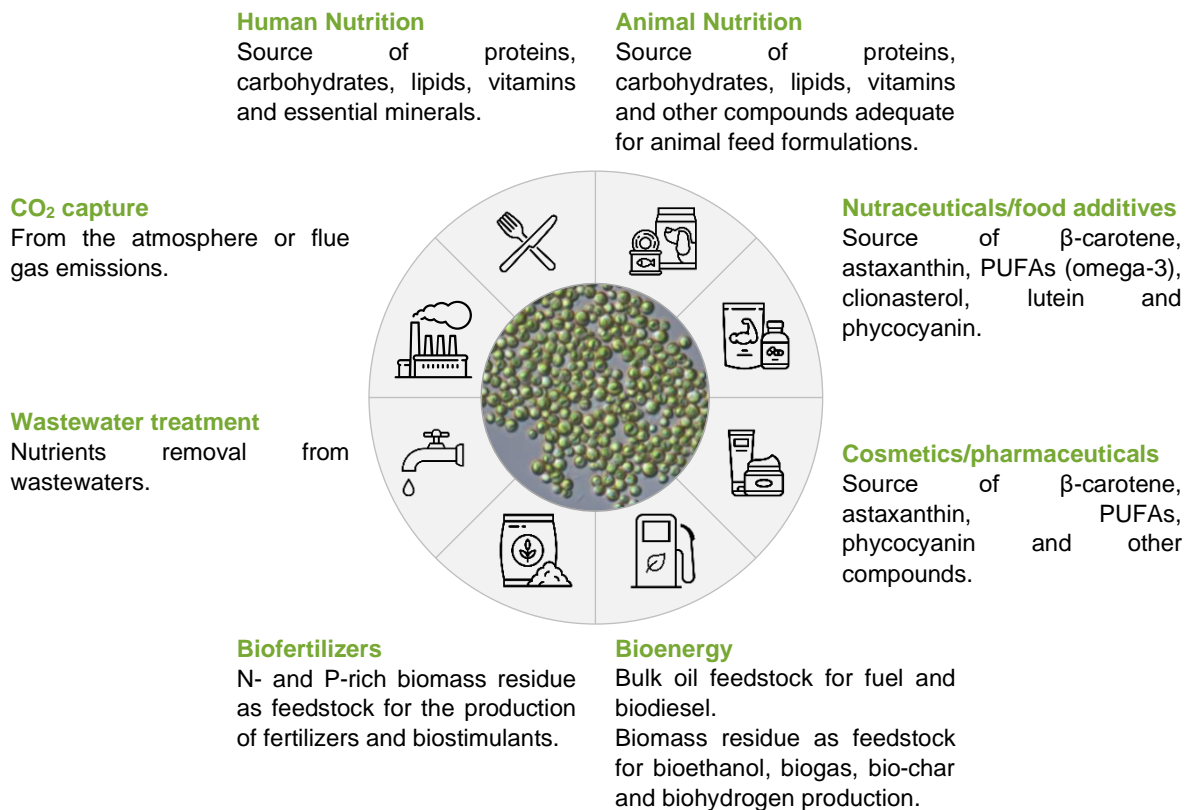 Human Nutrition
Source of proteins,
carbohydrates, lipids, vitamins
and essential minerals.
Animal Nutrition
Source of proteins,
carbohydrates, lipids, vitamins
and other compounds adequate
for animal feed formulations.
CO₂ capture
From the atmosphere or flue
gas emissions.
Nutraceuticals/food additives
Source of β-carotene,
astaxanthin, PUFAs (omega-3),
clionasterol, lutein and
phycocyanin.
Wastewater treatment
Nutrients removal from
wastewaters.
Cosmetics/pharmaceuticals
Source of β-carotene,
astaxanthin, PUFAs,
phycocyanin and other
compounds.
Biofertilizers
N- and P-rich biomass residue
as feedstock for the production
of fertilizers and biostimulants.
Bioenergy
Bulk oil feedstock for fuel and
biodiesel.
Biomass residue as feedstock
for bioethanol, biogas, bio-char
and biohydrogen production.